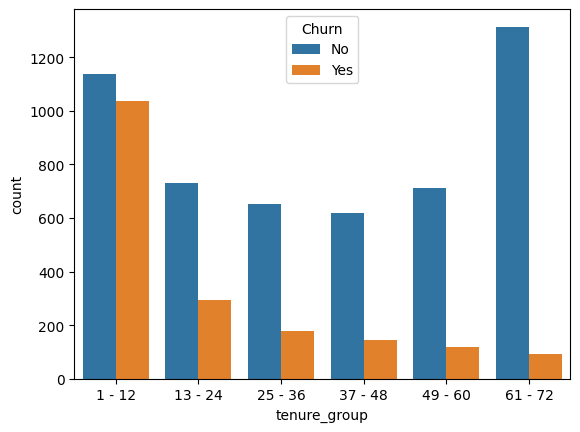 Churn
No
Yes
count
1200
1000
800
600
400
200
0
1 - 12
13 - 24
25 - 36
37 - 48
49 - 60
61 - 72
tenure_group